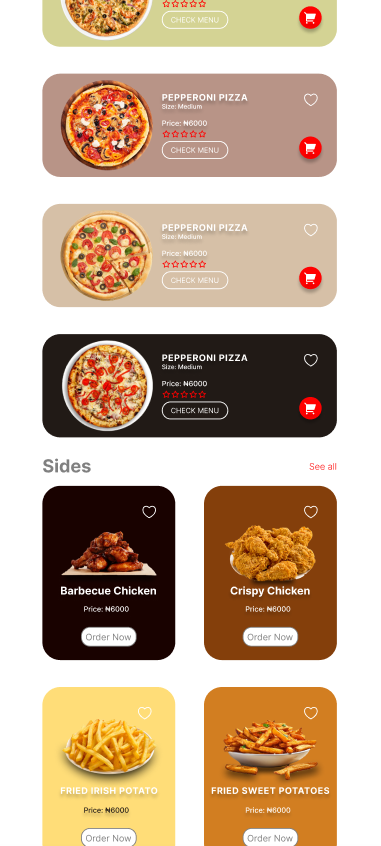 CHECK MENU
PEPPERONI PIZZA
Size: Medium
Price: ₦6000
CHECK MENU
PEPPERONI PIZZA
Size: Medium
Price: ₦6000
CHECK MENU
PEPPERONI PIZZA
Size: Medium
Price: ₦6000
CHECK MENU
Sides
See all
Barbecue Chicken
Price: ₦6000
Order Now
Crispy Chicken
Price: ₦6000
Order Now
FRIED IRISH POTATO
Price: ₦6000
Order Now
FRIED SWEET POTATOES
Price: ₦6000
Order Now